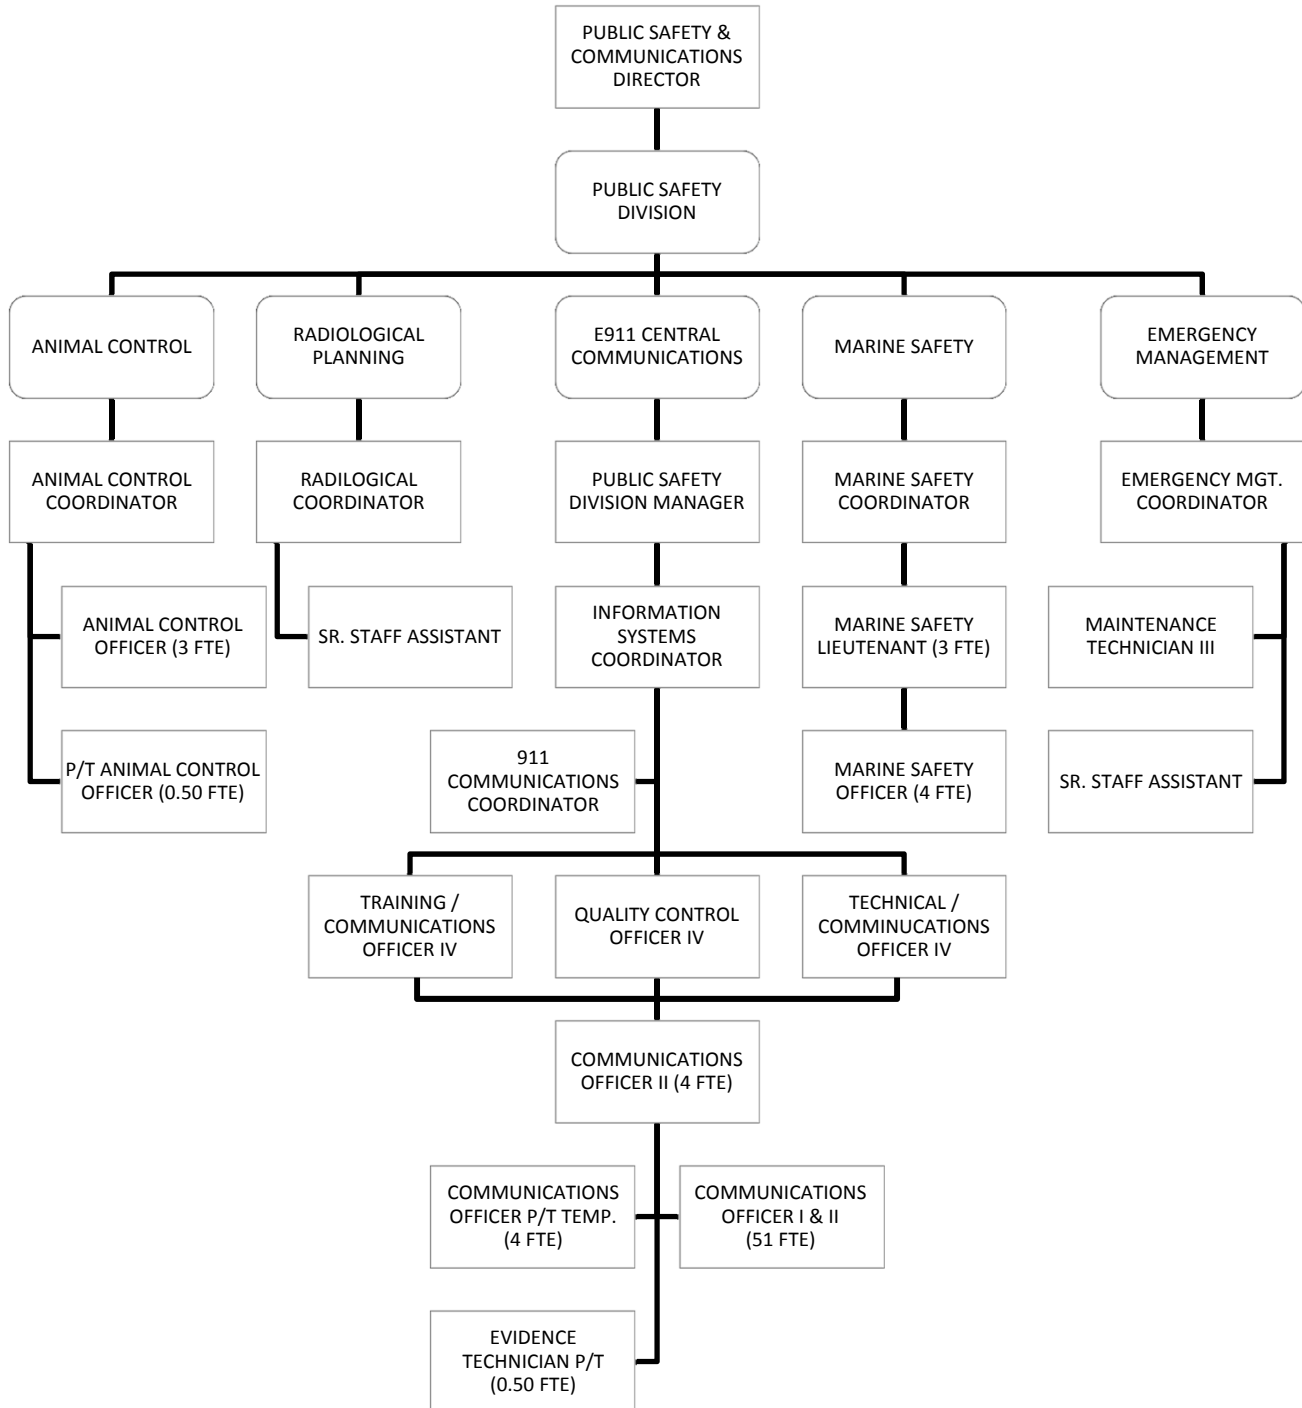 PUBLIC SAFETY &
COMMUNICATIONS
DIRECTOR
PUBLIC SAFETY
DIVISION
ANIMAL CONTROL
RADIOLOGICAL
PLANNING
E911 CENTRAL
COMMUNICATIONS
MARINE SAFETY
EMERGENCY
MANAGEMENT
ANIMAL CONTROL
COORDINATOR
RADILOGICAL
COORDINATOR
PUBLIC SAFETY
DIVISION MANAGER
MARINE SAFETY
COORDINATOR
EMERGENCY MGT.
COORDINATOR
ANIMAL CONTROL
OFFICER (3 FTE)
SR. STAFF ASSISTANT
INFORMATION
SYSTEMS
COORDINATOR
MARINE SAFETY
LIEUTENANT (3 FTE)
MAINTENANCE
TECHNICIAN III
P/T ANIMAL CONTROL
OFFICER (0.50 FTE)
911
COMMUNICATIONS
COORDINATOR
MARINE SAFETY
OFFICER (4 FTE)
SR. STAFF ASSISTANT
TRAINING /
COMMUNICATIONS
OFFICER IV
QUALITY CONTROL
OFFICER IV
TECHNICAL /
COMMINUCATIONS
OFFICER IV
COMMUNICATIONS
OFFICER II (4 FTE)
COMMUNICATIONS
OFFICER P/T TEMP.
(4 FTE)
COMMUNICATIONS
OFFICER I & II
(51 FTE)
EVIDENCE
TECHNICIAN P/T
(0.50 FTE)